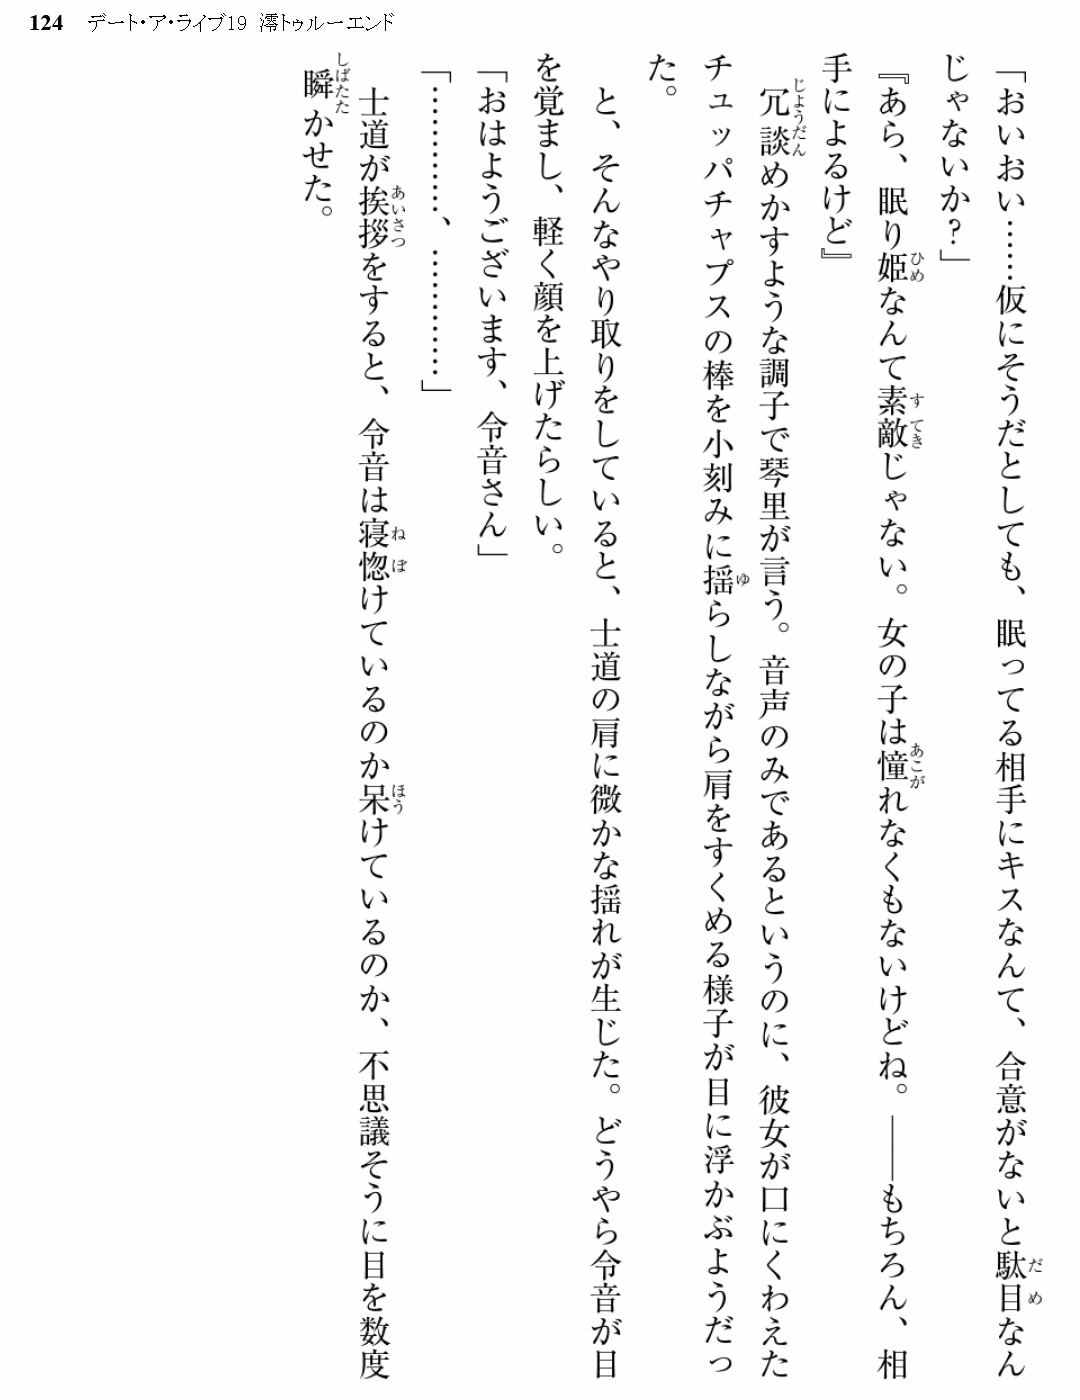 124 デート・ア・ライブ19 澪トゥルーエンド
「おいおい……仮にそうだとしても、眠ってる相手にキスなんて、合意がないと駄目なん
じゃないか？」
『あら、眠り姫なんて素敵じゃない。女の子は憧れなくもないけどね。――もちろん、相
手によるけど』
冗談めかすような調子で琴里が言う。音声のみであるというのに、彼女が口にくわえた
チュッパチャプスの棒を小刻みに揺らしながら肩をすくめる様子が目に浮かぶようだっ
た。
と、そんなやり取りをしていると、士道の肩に微かな揺れが生じた。どうやら令音が目
を覚まし、軽く顔を上げたらしい。
「おはようございます、令音さん」
「…………、…………」
士道が挨拶をすると、令音は寝惚けているのか呆けているのか、不思議そうに目を数度
瞬かせた。